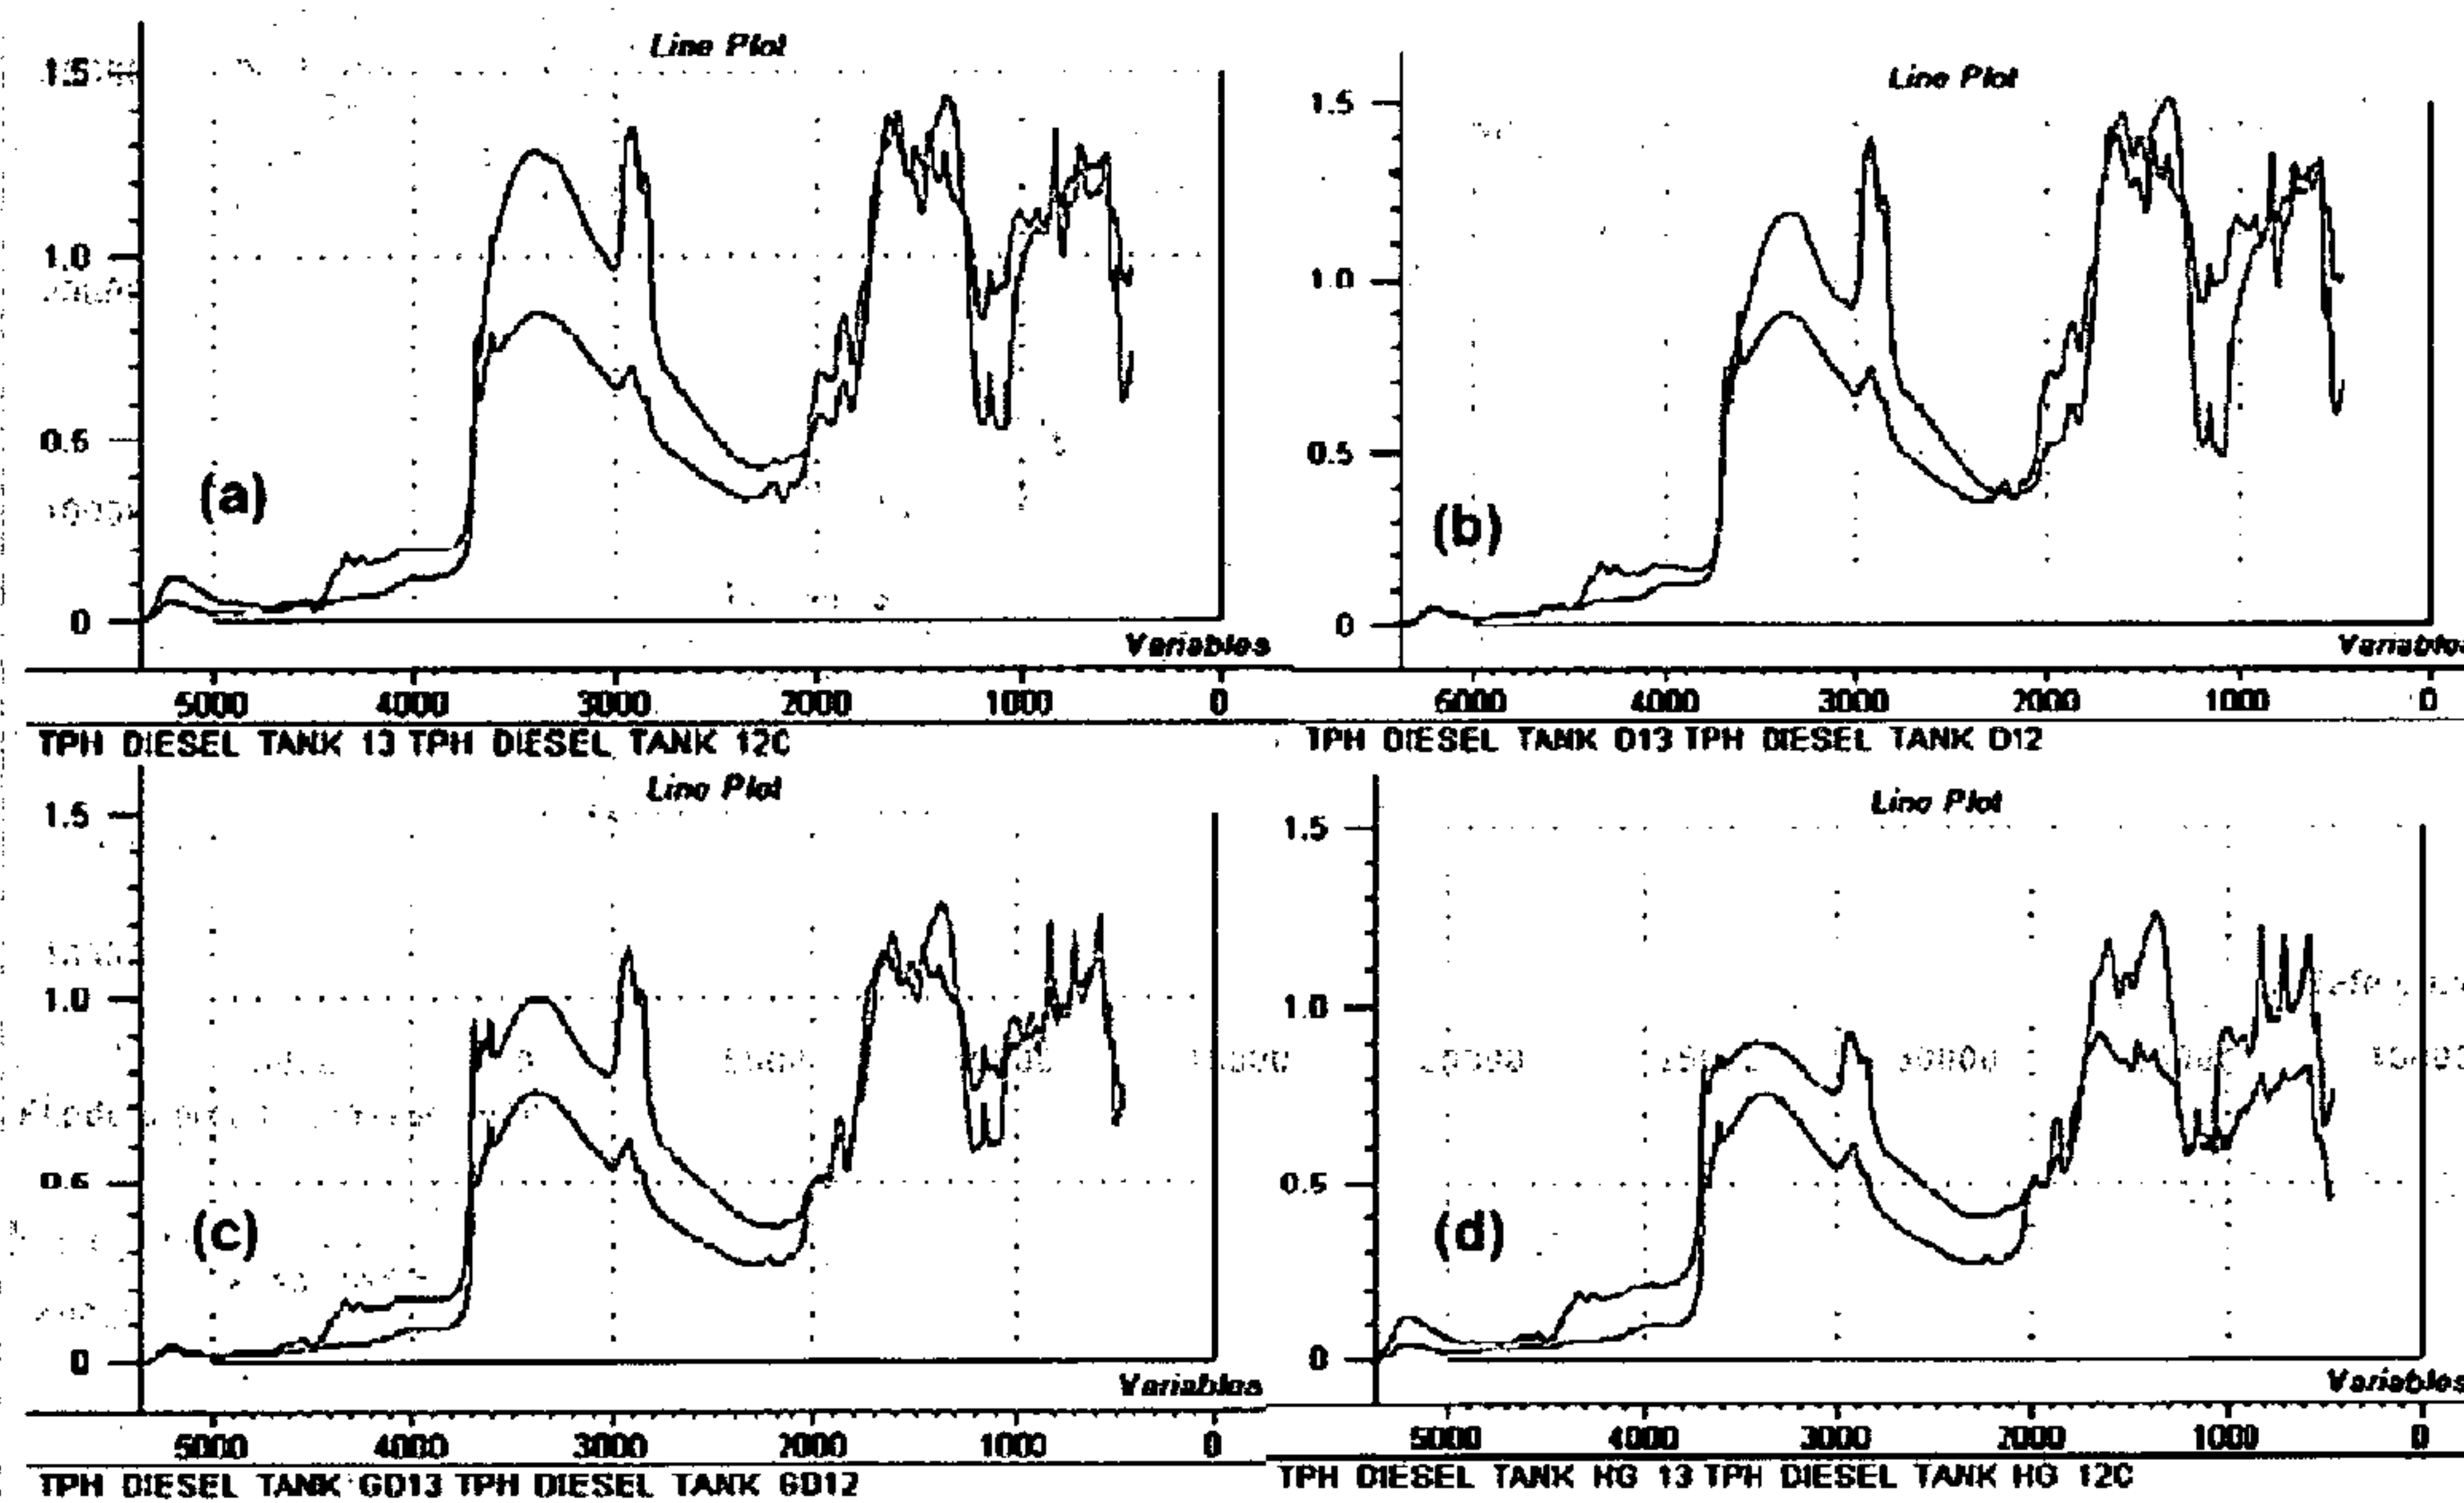 Line Plot
1.5
1.0
0.5
0
(a)
Variables
5000 4000 3000 2000 1000 0
TPH DIESEL TANK 13 TPH DIESEL TANK 12C
Line Plot
1.5
1.0
0.5
0
(b)
Variables
5000 4000 3000 2000 1000 0
TPH DIESEL TANK D13 TPH DIESEL TANK D12
Line Plot
1.5
1.0
0.5
0
(c)
Variables
5000 4000 3000 2000 1000 0
TPH DIESEL TANK GD13 TPH DIESEL TANK GD12
Line Plot
1.5
1.0
0.5
0
(d)
Variables
5000 4000 3000 2000 1000 0
TPH DIESEL TANK HG 13 TPH DIESEL TANK HG 12C